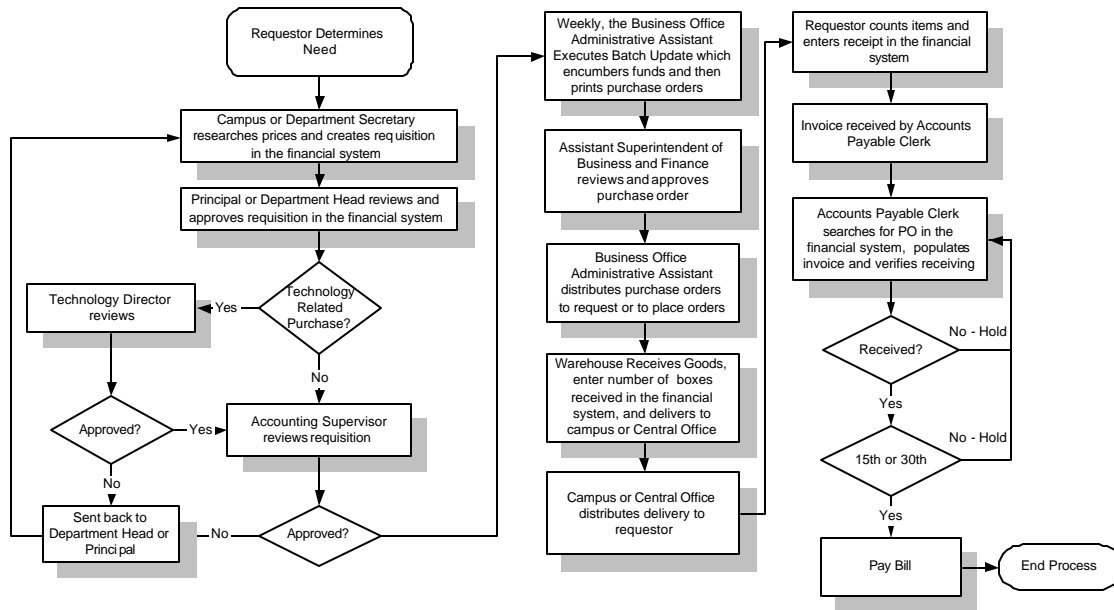 Requestor Determines
Need
Campus or Department Secretary
researches prices and creates requisition
in the financial system
Principal or Department Head reviews and
approves requisition in the financial system
Technology
Related
Purchase?
Yes
Technology Director
reviews
No
Approved?
Yes
Accounting Supervisor
reviews requisition
No
Sent back to
Department Head or
Principal
No
Approved?
Weekly, the Business Office
Administrative Assistant
Executes Batch Update which
encumbers funds and then
prints purchase orders
Assistant Superintendent of
Business and Finance
reviews and approves
purchase order
Business Office
Administrative Assistant
distributes purchase orders
to request or to place orders
Warehouse Receives Goods,
enter number of boxes
received in the financial
system, and delivers to
campus or Central Office
Campus or Central Office
distributes delivery to
requestor
Requestor counts items and
enters receipt in the financial
system
Invoice received by Accounts
Payable Clerk
Accounts Payable Clerk
searches for PO in the
financial system, populates
invoice and verifies receiving
Received?
No - Hold
Yes
15th or 30th
No - Hold
Yes
Pay Bill
End Process